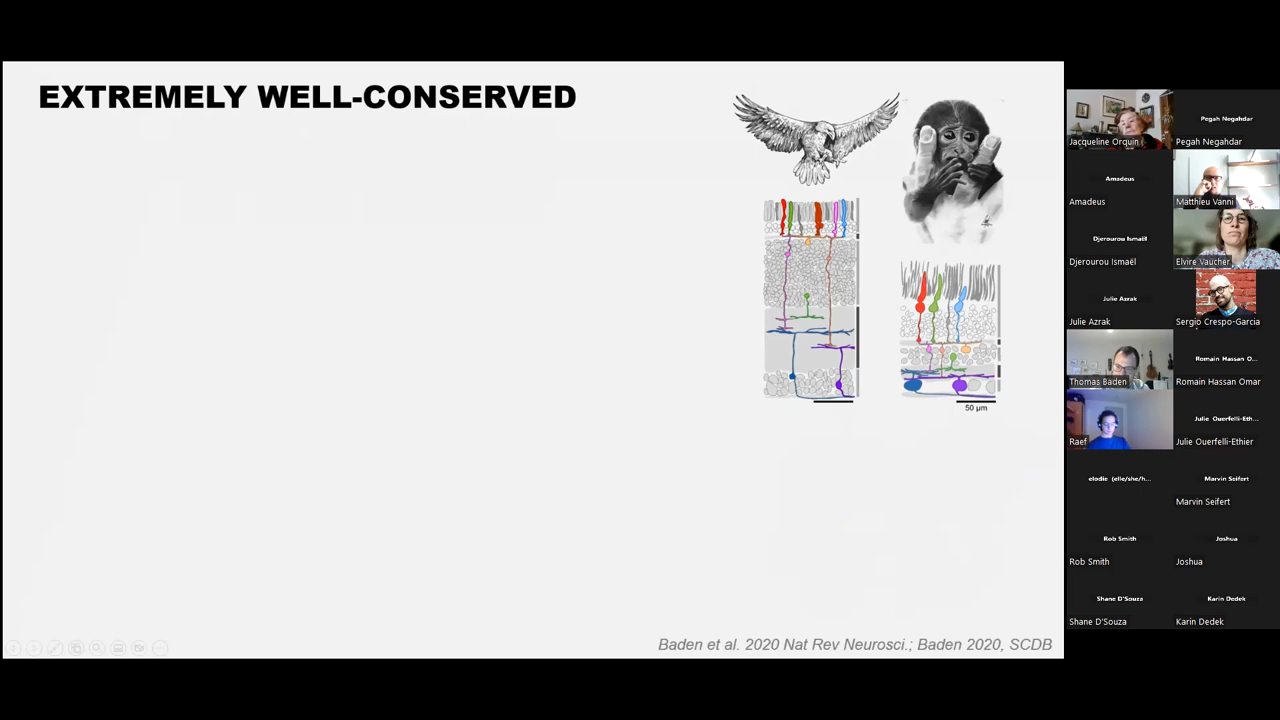 EXTREMELY WELL-CONSERVED
50 µm
Baden et al. 2020 Nat Rev Neurosci.; Baden 2020, SCDB
Jacqueline Orquin
Pegah Negahdar
Pegah Negahdar
Amadeus
Amadeus
Matthieu Vanni
Djerourou Ismaël
Djerourou Ismaël
Elvire Vaucher
Julie Azrak
Julie Azrak
Sergio Crespo-Garcia
Thomas Baden
Romain Hassan O...
Romain Hassan Omar
Raef
Julie Ouerfelli-Eth...
Julie Ouerfelli-Ethier
elodie (elle/she/h...
Marvin Seifert
Marvin Seifert
Rob Smith
Rob Smith
Joshua
Joshua
Shane D'Souza
Shane D'Souza
Karin Dedek
Karin Dedek